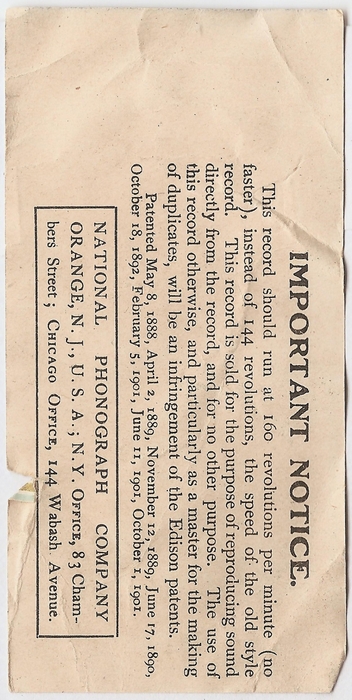 IMPORTANT NOTICE.
This record should run at 160 revolutions per minute (no
faster), instead of 144 revolutions, the speed of the old style
record. This record is sold for the purpose of reproducing sound
directly from the record, and for no other purpose. The use of
this record otherwise, and particularly as a master for the making
of duplicates, will be an infringement of the Edison patents.
Patented May 8, 1888, April 2, 1889, November 12, 1889, June 17, 1890,
October 18, 1892, February 5, 1901, June 11, 1901, October 1, 1901.
NATIONAL PHONOGRAPH COMPANY
ORANGE, N. J., U. S. A.; N. Y. OFFICE, 83 Cham-
bers Street; CHICAGO OFFICE, 144 Wabash Avenue.